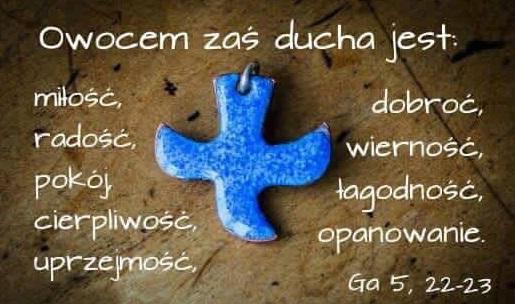 Owocem zaś ducha jest:
miłość,
radość,
pokój,
cierpliwość,
uprzejmość,
dobroć,
wierność,
łagodność,
opanowanie.
Ga 5, 22-23